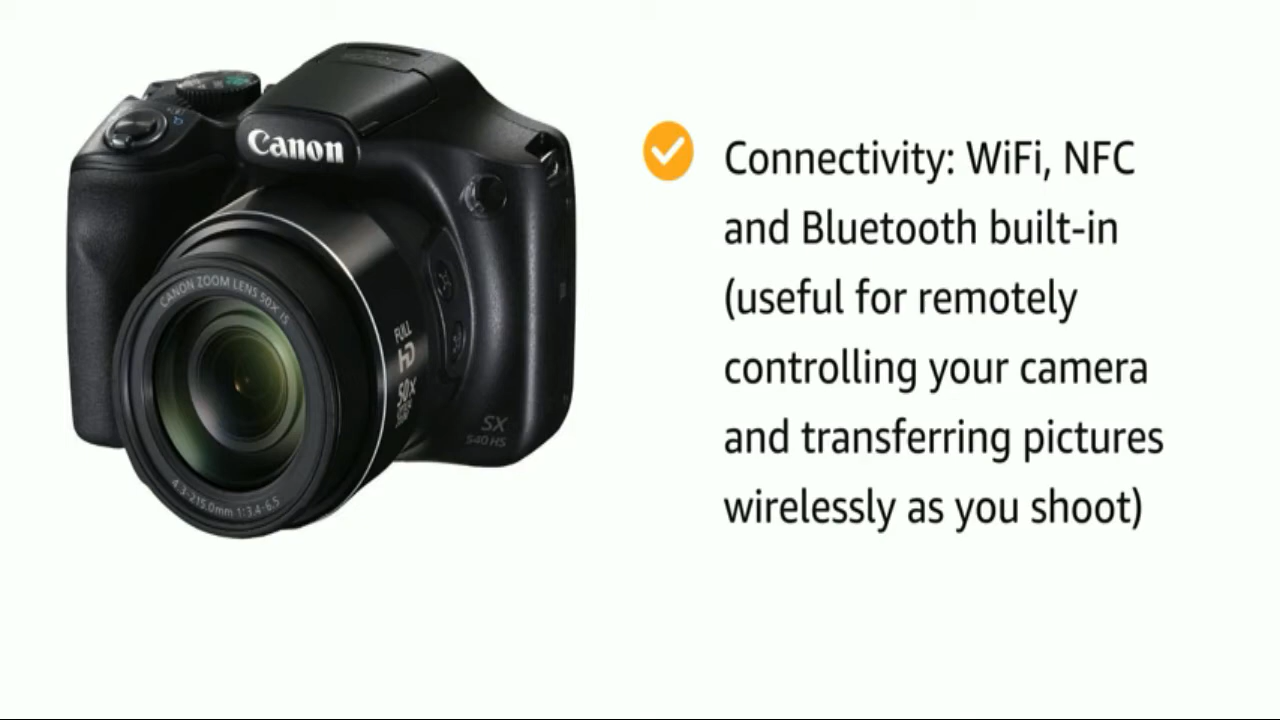 Canon
CANON ZOOM LENS 50X IS
FULL
HD
50X
SX
540 HS
4.3-215.0mm 1:3.4-6.5
Connectivity: WiFi, NFC
and Bluetooth built-in
(useful for remotely
controlling your camera
and transferring pictures
wirelessly as you shoot)